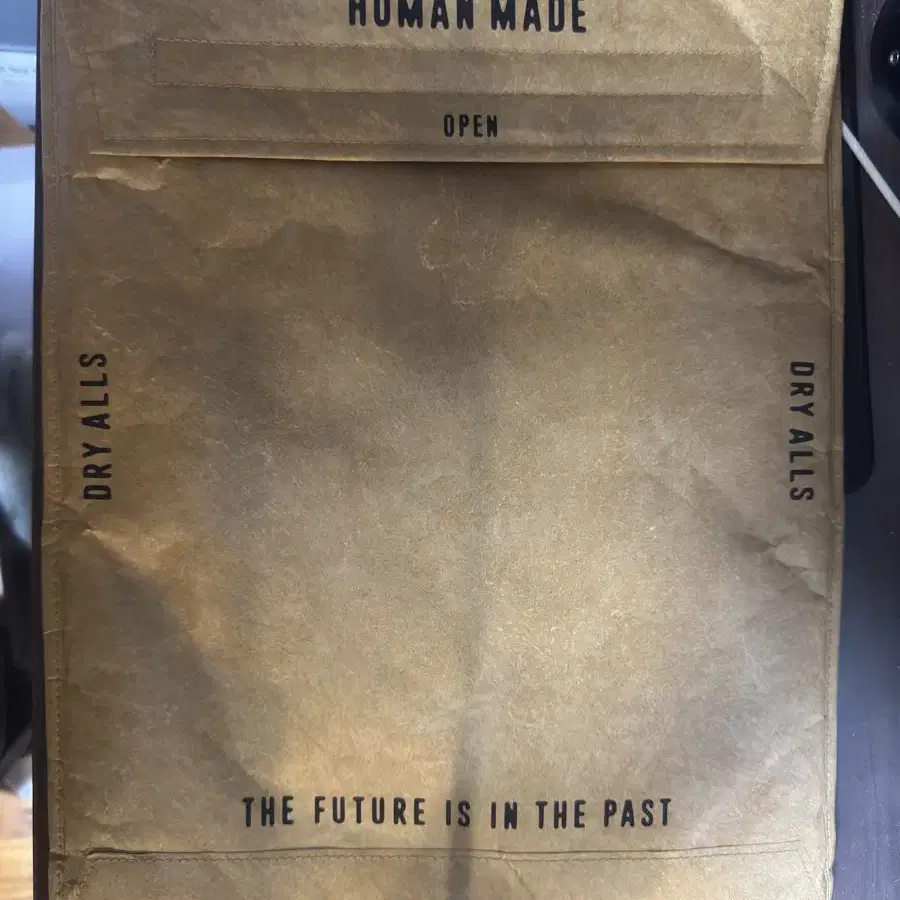 HUMAN MADE
OPEN
DRY ALLS
DRY ALLS
THE FUTURE IS IN THE PAST